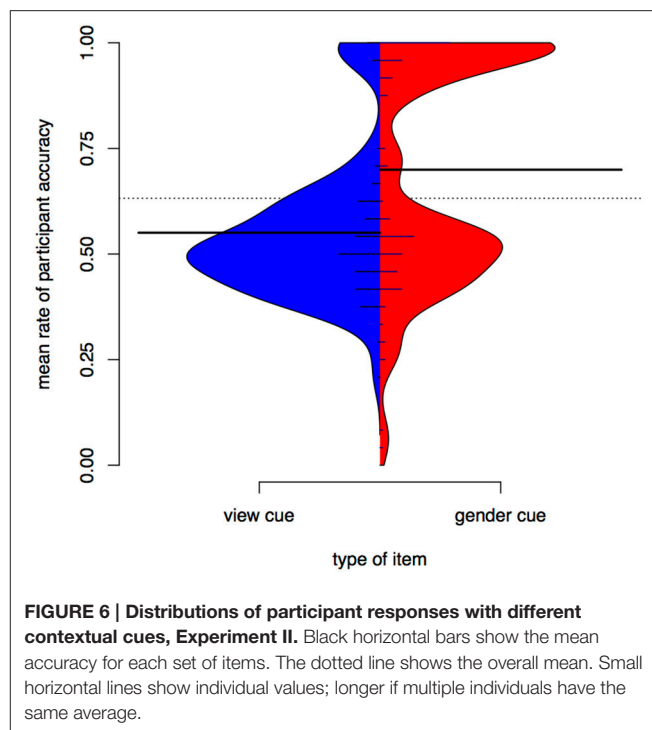 1.00
0.75
0.50
0.25
0.00
mean rate of participant accuracy
view cue gender cue
type of item
FIGURE 6 | Distributions of participant responses with different
contextual cues, Experiment II. Black horizontal bars show the mean
accuracy for each set of items. The dotted line shows the overall mean. Small
horizontal lines show individual values; longer if multiple individuals have the
same average.